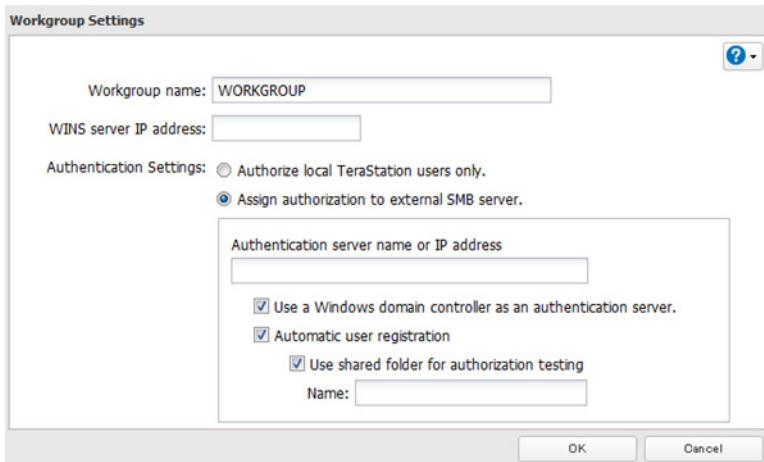 Workgroup Settings
?
Workgroup name: WORKGROUP
WINS server IP address:
Authentication Settings: Authorize local TeraStation users only.
Assign authorization to external SMB server.
Authentication server name or IP address
Use a Windows domain controller as an authentication server.
Automatic user registration
Use shared folder for authorization testing
Name:
OK Cancel